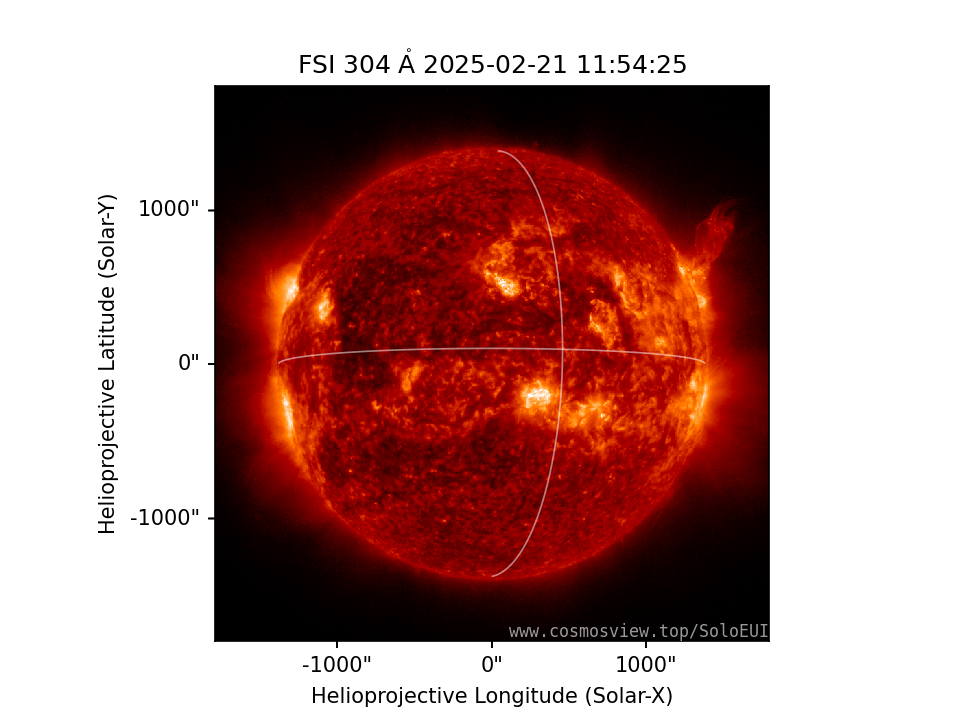 FSI 304 Å 2025-02-21 11:54:25
Helioprojective Latitude (Solar-Y)
1000"
0"
-1000"
www.cosmosview.top/SoloEUI
-1000" 0" 1000"
Helioprojective Longitude (Solar-X)